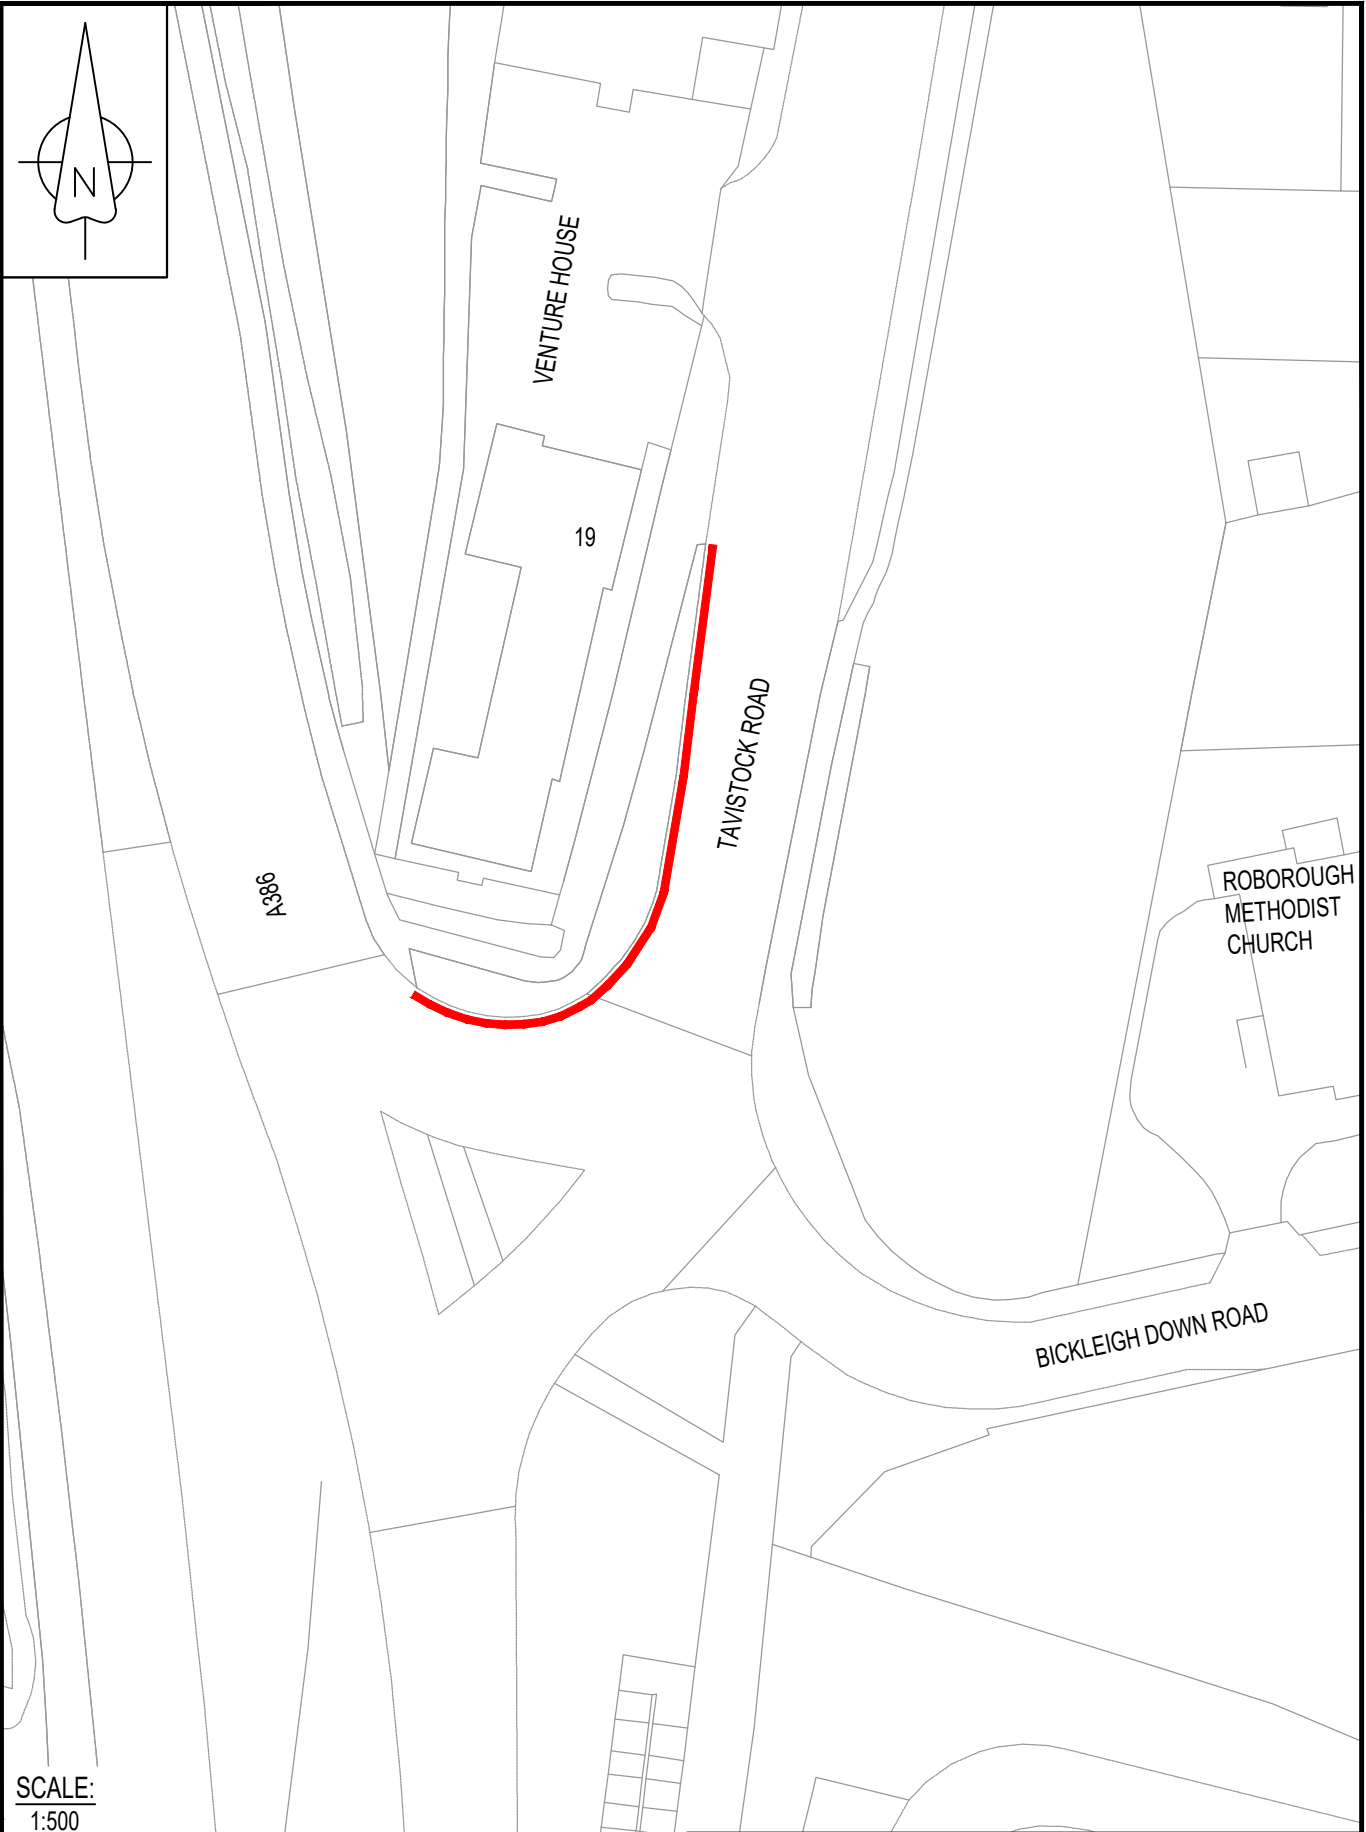 N
VENTURE HOUSE
19
TAVISTOCK ROAD
A386
ROBOROUGH
METHODIST
CHURCH
BICKLEIGH DOWN ROAD
SCALE:
1:500